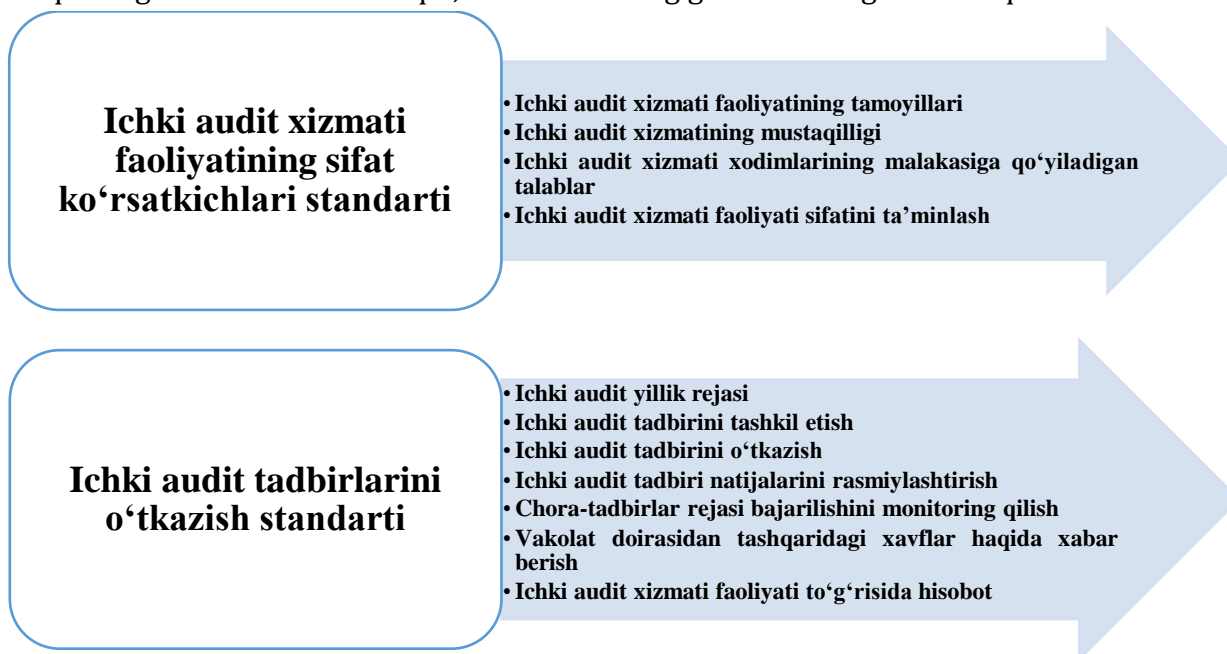 Ichki audit xizmati
faoliyatining sifat
ko‘rsatkichlari standarti
• Ichki audit xizmati faoliyatining tamoyillari
• Ichki audit xizmatining mustaqilligi
• Ichki audit xizmati xodimlarining malakasiga qo‘yiladigan
talablar
• Ichki audit xizmati faoliyati sifatini ta’minlash
Ichki audit tadbirlarini
o‘tkazish standarti
• Ichki audit yillik rejasi
• Ichki audit tadbirini tashkil etish
• Ichki audit tadbirini o‘tkazish
• Ichki audit tadbiri natijalarini rasmiylashtirish
• Chora-tadbirlar rejasi bajarilishini monitoring qilish
• Vakolat doirasidan tashqaridagi xavflar haqida xabar
berish
• Ichki audit xizmati faoliyati to‘g‘risida hisobot